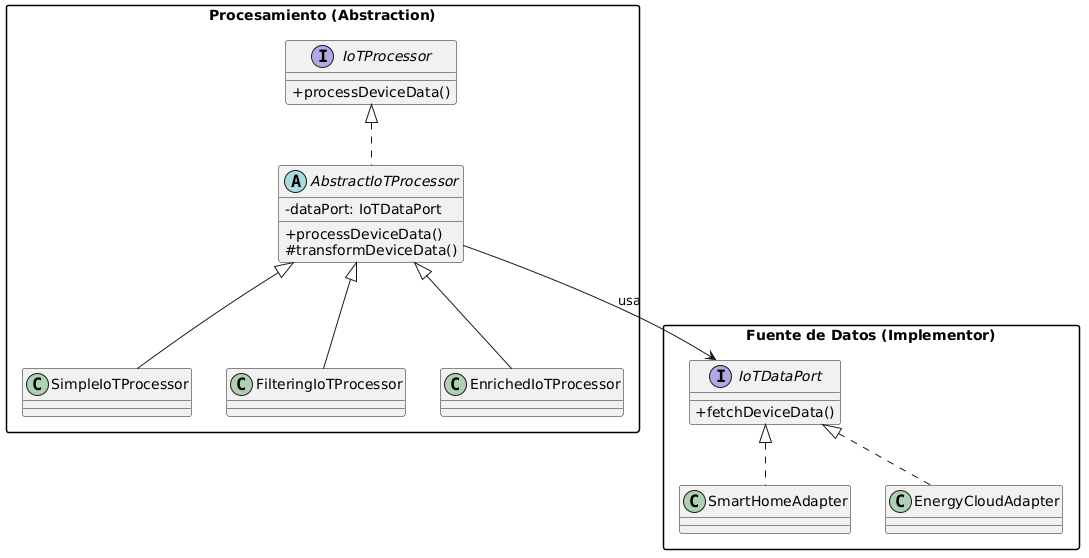 Procesamiento (Abstraction)
I IoTProcessor
+processDeviceData()
A AbstractIoTProcessor
-dataPort: IoTDataPort
+processDeviceData()
#transformDeviceData()
usa
Fuente de Datos (Implementor)
C SimpleIoTProcessor
C FilteringIoTProcessor
C EnrichedIoTProcessor
I IoTDataPort
+fetchDeviceData()
C SmartHomeAdapter
C EnergyCloudAdapter